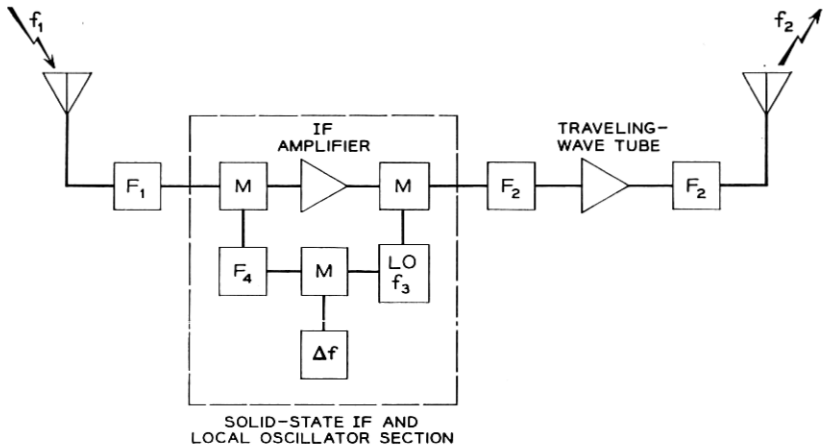 f₁
f₂
IF
AMPLIFIER
TRAVELING-
WAVE TUBE
F₁
M
M
F₂
F₂
F₄
M
LO
f₃
Δf
SOLID-STATE IF AND
LOCAL OSCILLATOR SECTION